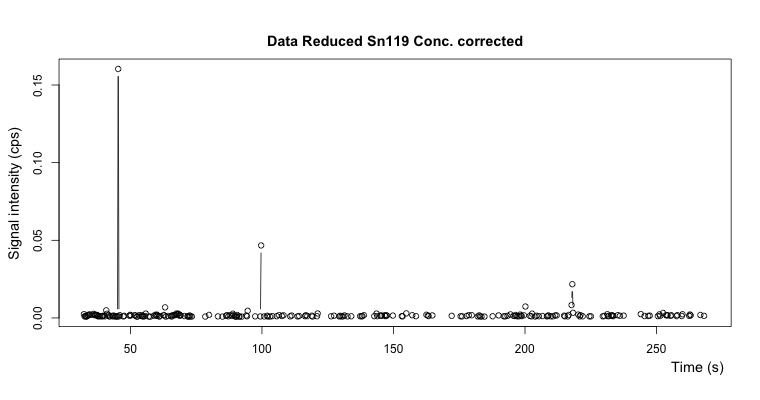 Data Reduced Sn119 Conc. corrected
Signal intensity (cps)
0.15
0.10
0.05
0.00
50 100 150 200 250
Time (s)